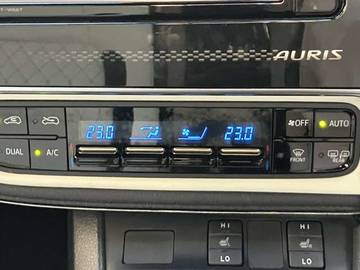 AURIS
23.0 23.0
OFF AUTO
DUAL A/C
FRONT REAR
HI HI
LO LO